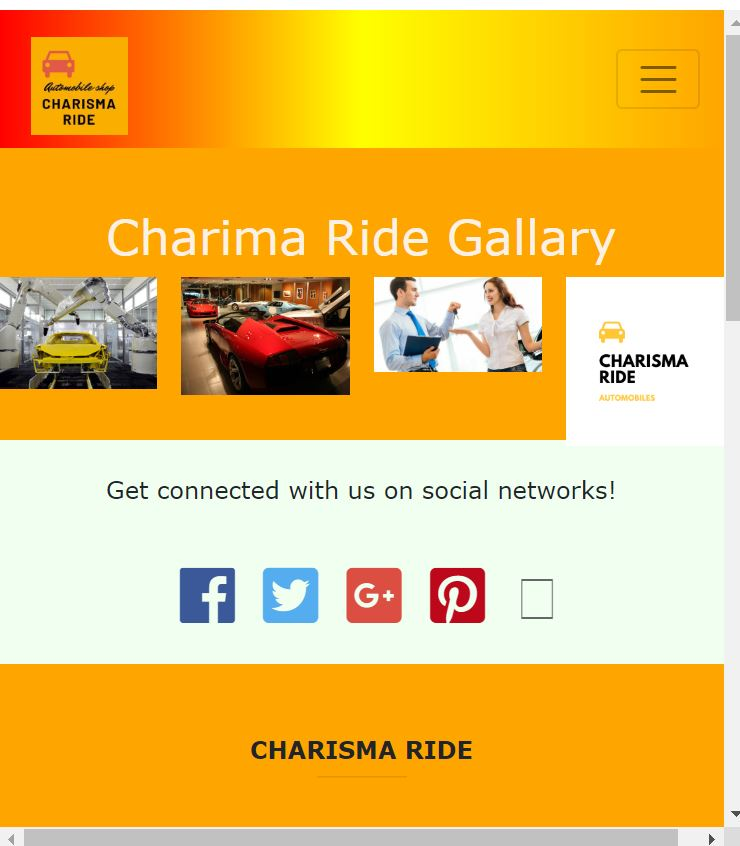 Automobile shop
CHARISMA
RIDE
Charima Ride Gallary
CHARISMA
RIDE
AUTOMOBILES
Get connected with us on social networks!
CHARISMA RIDE